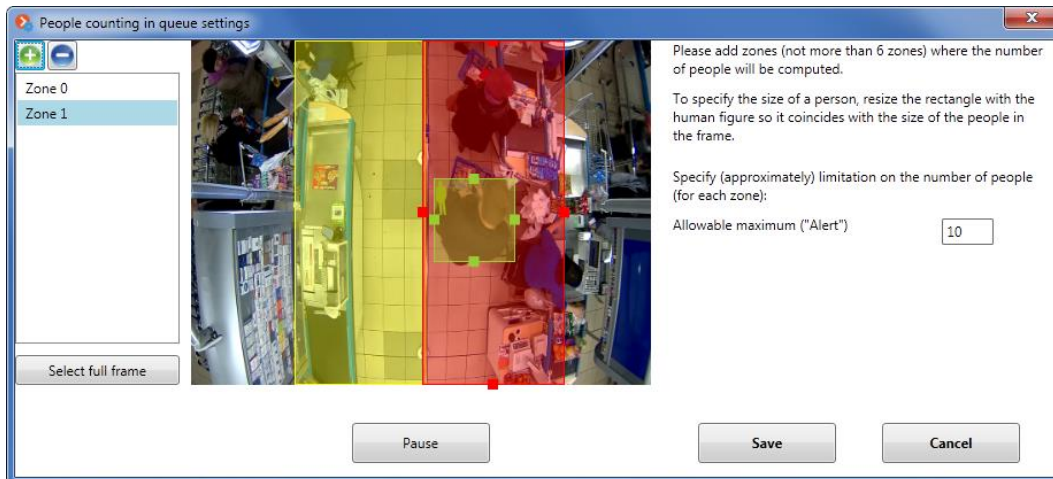 People counting in queue settings
Zone 0
Zone 1
Select full frame
Please add zones (not more than 6 zones) where the number
of people will be computed.
To specify the size of a person, resize the rectangle with the
human figure so it coincides with the size of the people in
the frame.
Specify (approximately) limitation on the number of people
(for each zone):
Allowable maximum ("Alert")
10
Pause
Save
Cancel